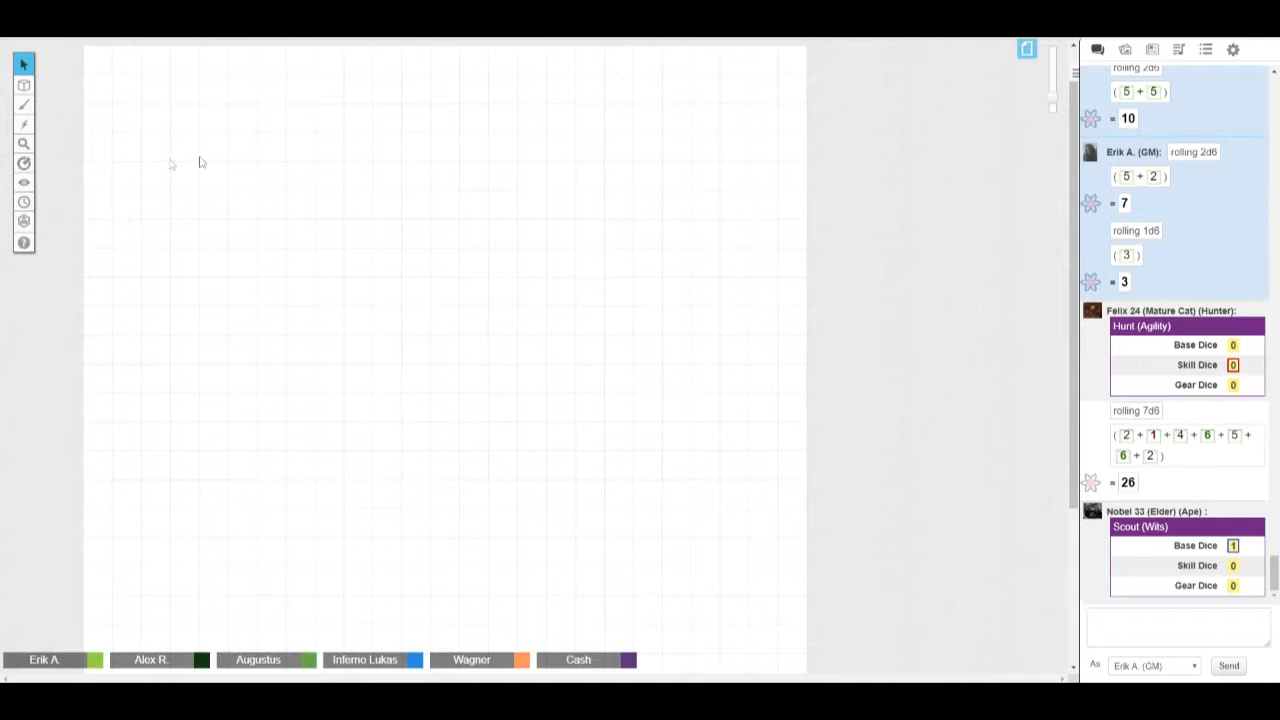 rolling 2d6
( 5 + 5 )
= 10
Erik A. (GM): rolling 2d6
( 5 + 2 )
= 7
rolling 1d6
( 3 )
= 3
Felix 24 (Mature Cat) (Hunter):
Hunt (Agility)
Base Dice 0
Skill Dice 0
Gear Dice 0
rolling 7d6
( 2 + 1 + 4 + 6 + 5 +
6 + 2 )
= 26
Nobel 33 (Elder) (Ape) :
Scout (Wits)
Base Dice 1
Skill Dice 0
Gear Dice 0
Erik A. Alex R. Augustus Inferno Lukas Wagner Cash
As: Erik A. (GM) Send